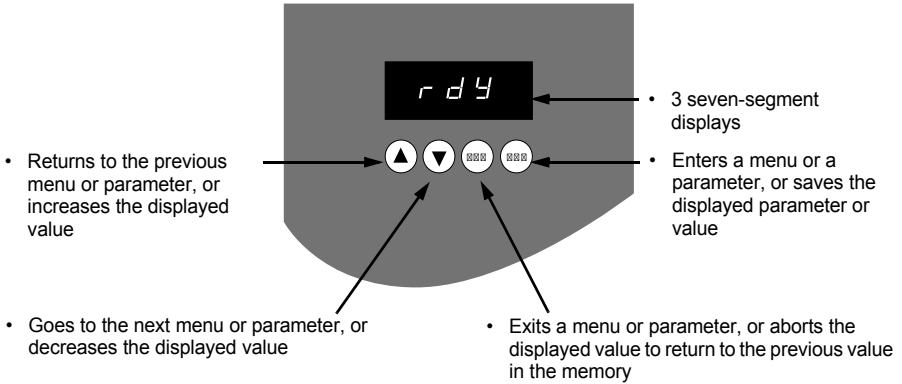 rdY
• 3 seven-segment
displays
• Returns to the previous
menu or parameter, or
increases the displayed
value
• Enters a menu or a
parameter, or saves the
displayed parameter or
value
• Goes to the next menu or parameter, or
decreases the displayed value
• Exits a menu or parameter, or aborts the
displayed value to return to the previous value
in the memory